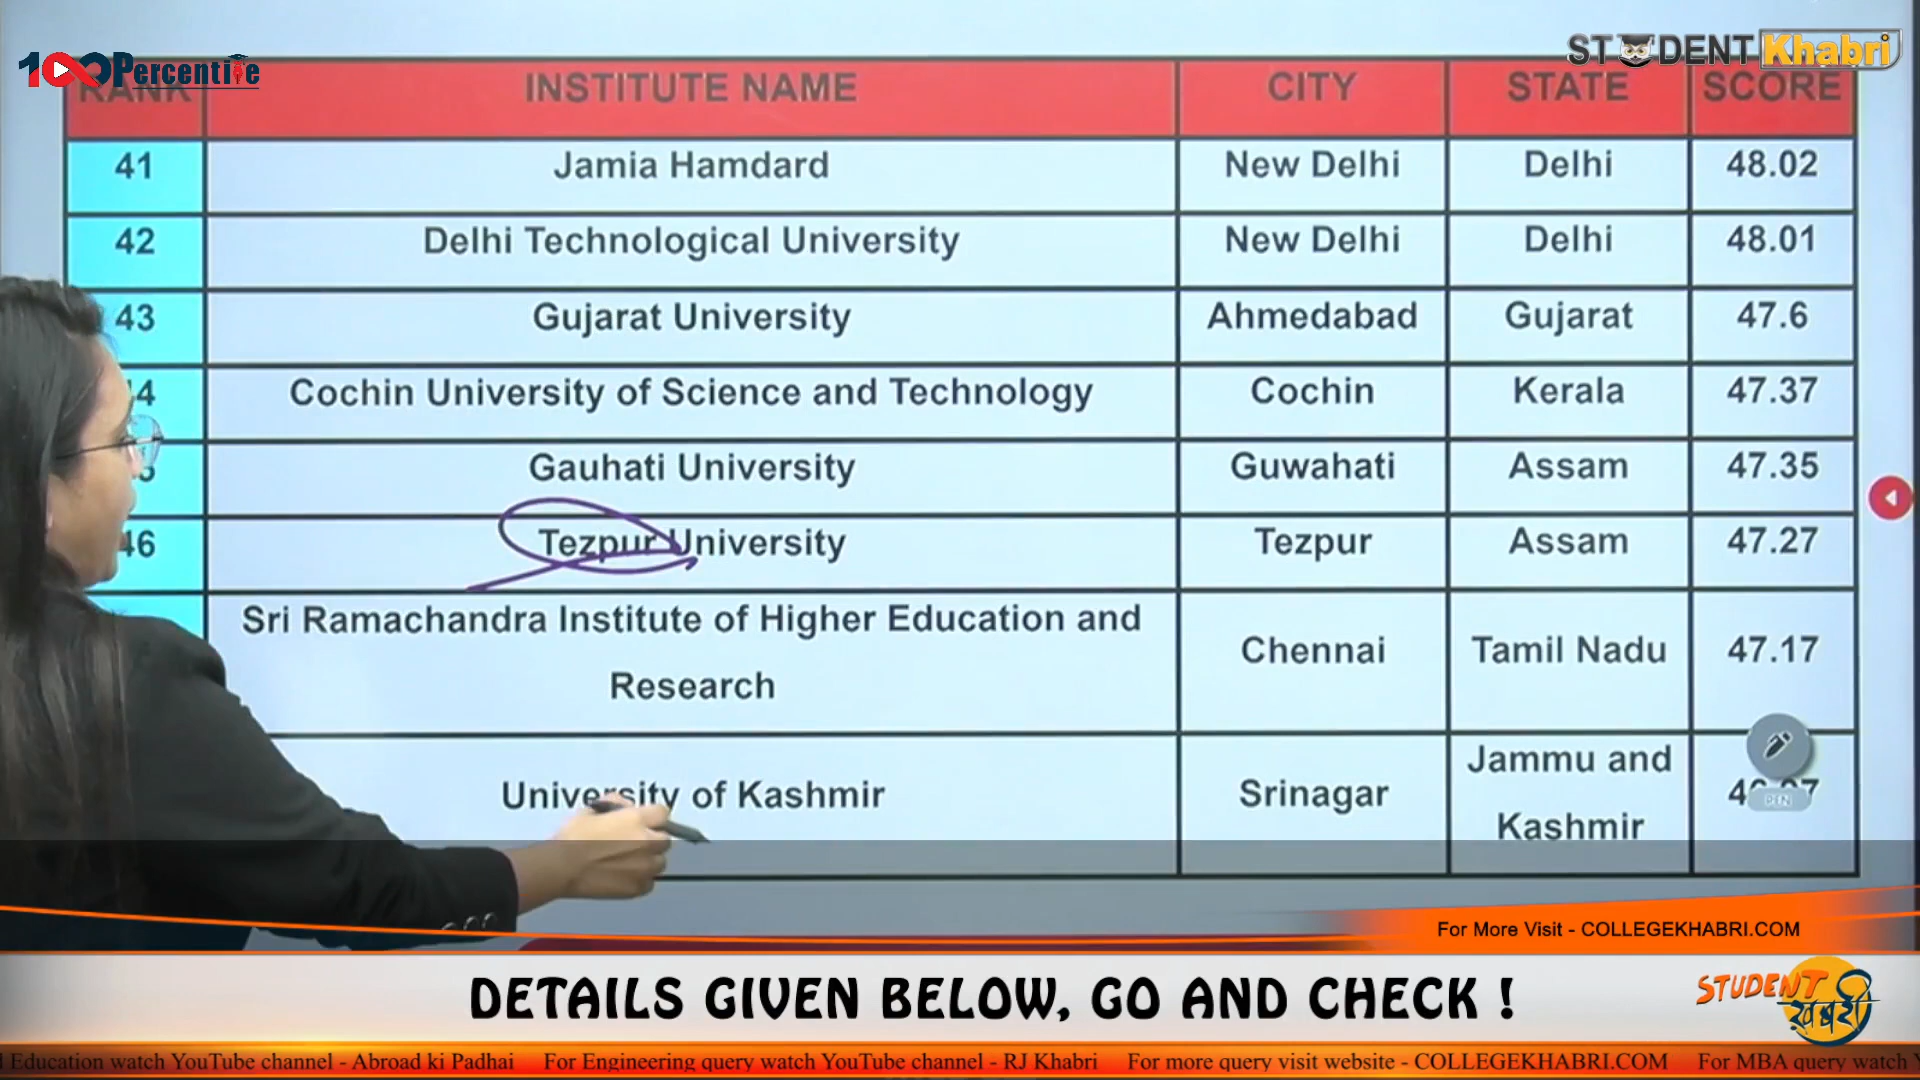 100Percentile
STUDENT Khabri
RANK INSTITUTE NAME CITY STATE SCORE
41 Jamia Hamdard New Delhi Delhi 48.02
42 Delhi Technological University New Delhi Delhi 48.01
43 Gujarat University Ahmedabad Gujarat 47.6
Cochin University of Science and Technology Cochin Kerala 47.37
Gauhati University Guwahati Assam 47.35
46 Tezpur University Tezpur Assam 47.27
Sri Ramachandra Institute of Higher Education and
Research Chennai Tamil Nadu 47.17
University of Kashmir Srinagar Jammu and
Kashmir
PEN
For More Visit - COLLEGEKHABRI.COM
DETAILS GIVEN BELOW, GO AND CHECK !
STUDENT
ख़बरी
Education watch YouTube channel - Abroad ki Padhai For Engineering query watch YouTube channel - RJ Khabri For more query visit website - COLLEGEKHABRI.COM For MBA query watch